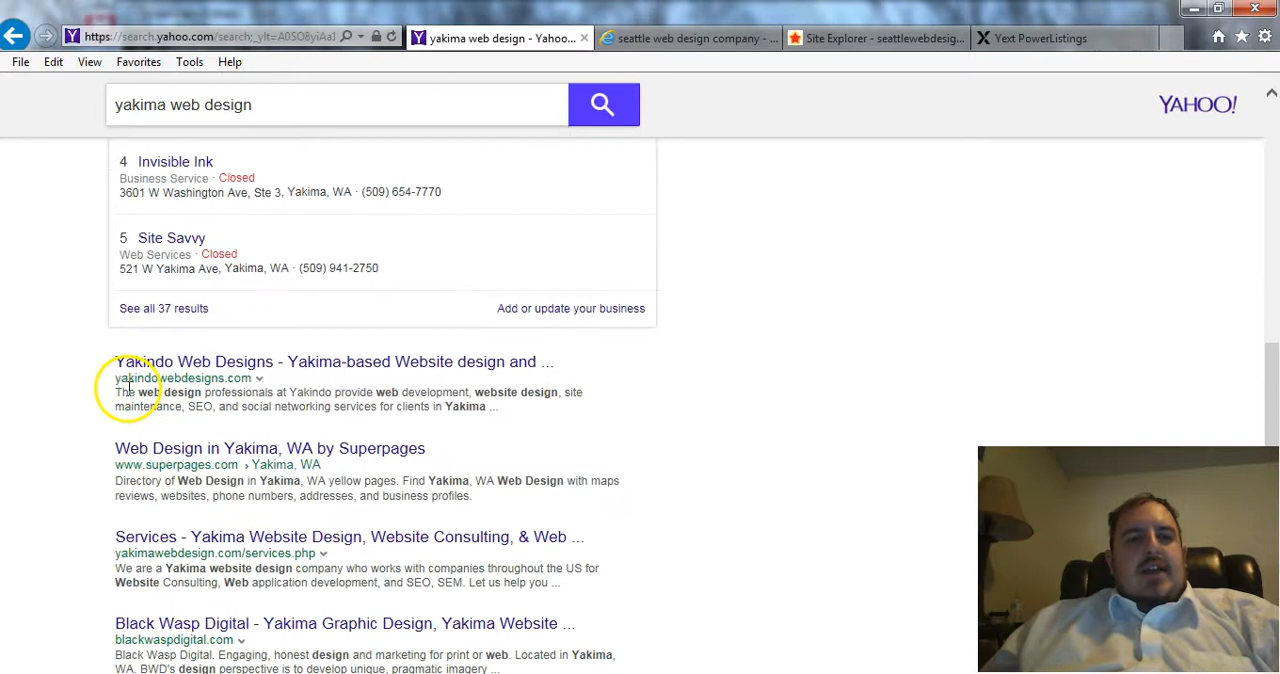 https://search.yahoo.com/search;_ylt=A0SO8yiAa1
yakima web design - Yahoo...
seattle web design company - ...
Site Explorer - seattlewebdesig...
Yext PowerListings
File Edit View Favorites Tools Help
yakima web design
YAHOO!
4 Invisible Ink
Business Service · Closed
3601 W Washington Ave, Ste 3, Yakima, WA · (509) 654-7770
5 Site Savvy
Web Services · Closed
521 W Yakima Ave, Yakima, WA · (509) 941-2750
See all 37 results
Add or update your business
Yakindo Web Designs - Yakima-based Website design and ...
yakindowebdesigns.com
The web design professionals at Yakindo provide web development, website design, site
maintenance, SEO, and social networking services for clients in Yakima ...
Web Design in Yakima, WA by Superpages
www.superpages.com › Yakima, WA
Directory of Web Design in Yakima, WA yellow pages. Find Yakima, WA Web Design with maps
reviews, websites, phone numbers, addresses, and business profiles.
Services - Yakima Website Design, Website Consulting, & Web ...
yakimawebdesign.com/services.php
We are a Yakima website design company who works with companies throughout the US for
Website Consulting, Web application development, and SEO, SEM. Let us help you ...
Black Wasp Digital - Yakima Graphic Design, Yakima Website ...
blackwaspdigital.com
Black Wasp Digital. Engaging, honest design and marketing for print or web. Located in Yakima,
WA. BWD's design perspective is to develop unique, pragmatic imagery ...